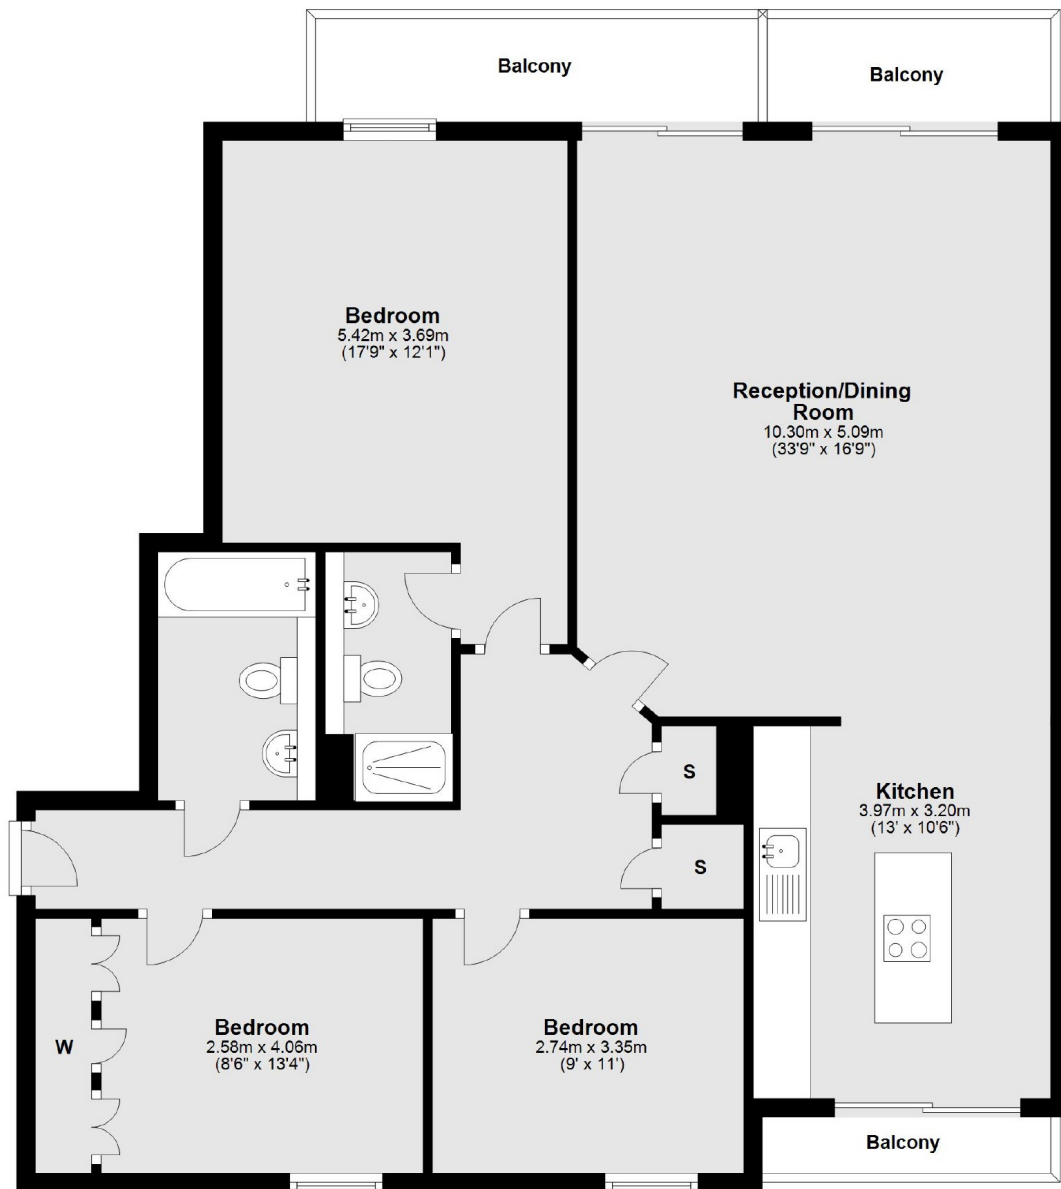 Balcony
Balcony
Bedroom
5.42m x 3.69m
(17'9" x 12'1")
Reception/Dining
Room
10.30m x 5.09m
(33'9" x 16'9")
S
Kitchen
3.97m x 3.20m
(13' x 10'6")
S
W
Bedroom
2.58m x 4.06m
(8'6" x 13'4")
Bedroom
2.74m x 3.35m
(9' x 11')
Balcony